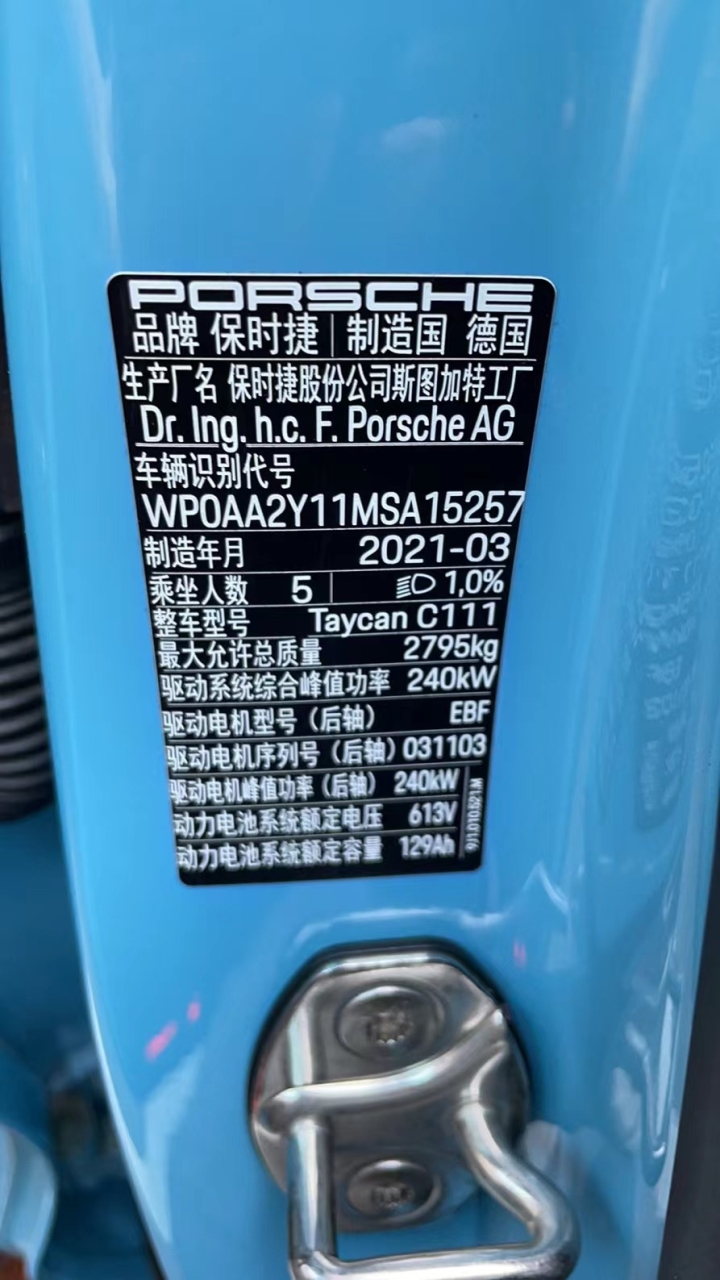 PORSCHE
品牌 保时捷 制造国 德国
生产厂名 保时捷股份公司斯图加特工厂
Dr. Ing. h.c. F. Porsche AG
车辆识别代号
WP0AA2Y11MSA15257
制造年月 2021-03
乘坐人数 5 1,0%
整车型号 Taycan C111
最大允许总质量 2795kg
驱动系统综合峰值功率 240kW
驱动电机型号（后轴） EBF
驱动电机序列号（后轴） 031103
驱动电机峰值功率（后轴） 240kW
动力电池系统额定电压 613V
动力电池系统额定容量 129Ah